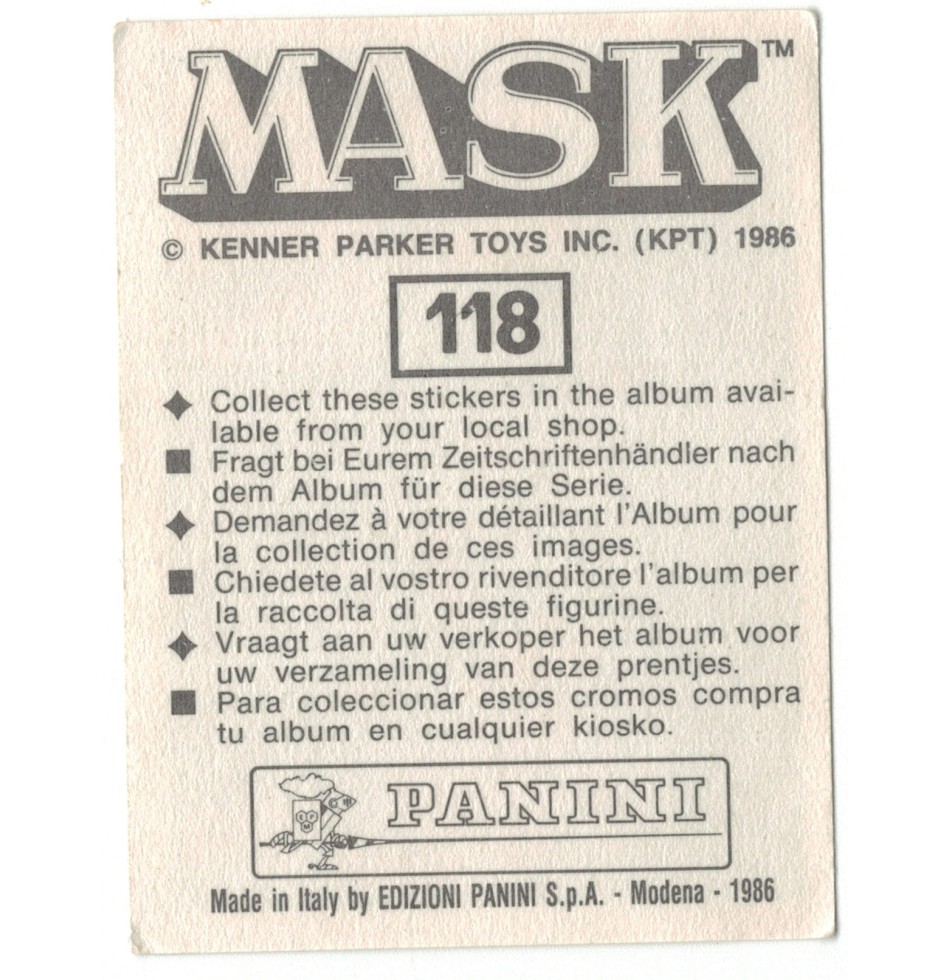 MASK™
© KENNER PARKER TOYS INC. (KPT) 1986
118
◆ Collect these stickers in the album avai-
lable from your local shop.
■ Fragt bei Eurem Zeitschriftenhändler nach
dem Album für diese Serie.
◆ Demandez à votre détaillant l'Album pour
la collection de ces images.
■ Chiedete al vostro rivenditore l'album per
la raccolta di queste figurine.
◆ Vraagt aan uw verkoper het album voor
uw verzameling van deze prentjes.
■ Para coleccionar estos cromos compra
tu album en cualquier kiosko.
PANINI
Made in Italy by EDIZIONI PANINI S.p.A. - Modena - 1986